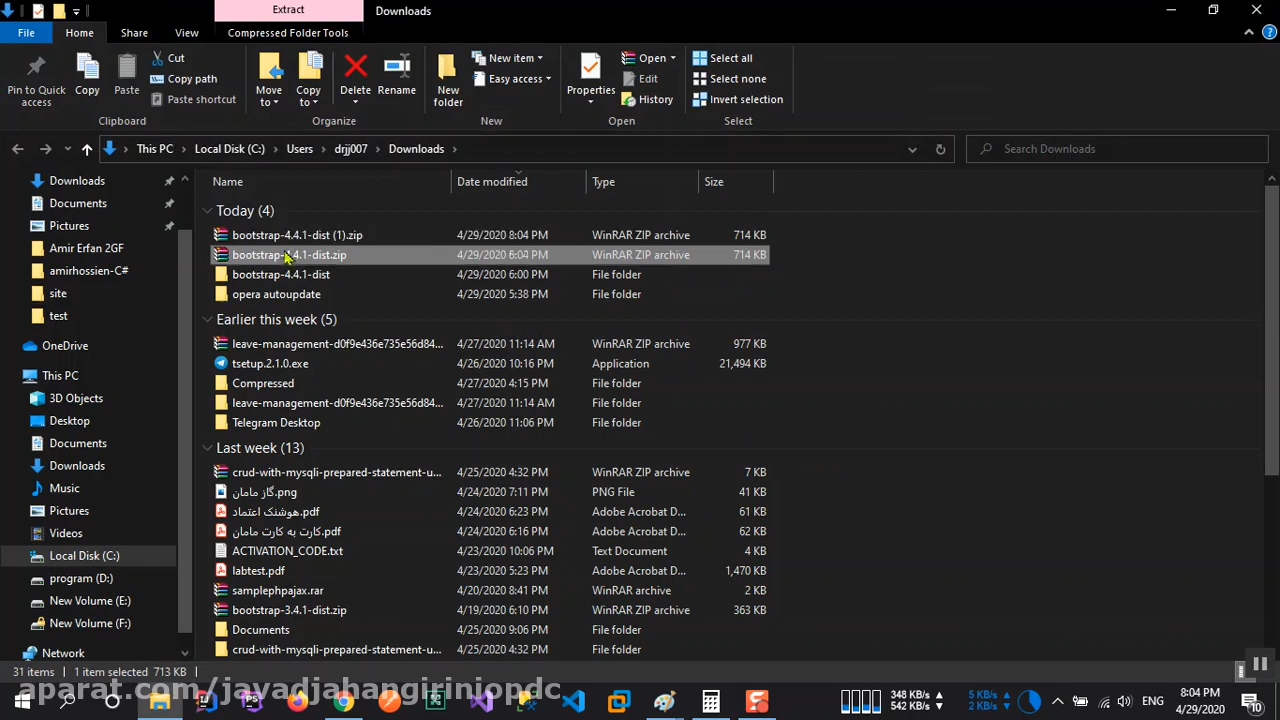 Extract
Downloads
File
Home
Share
View
Compressed Folder Tools
Pin to Quick access
Copy
Paste
Cut
Copy path
Paste shortcut
Clipboard
Move to
Copy to
Delete
Rename
Organize
New folder
New item
Easy access
New
Properties
Open
Edit
History
Open
Select all
Select none
Invert selection
Select
This PC
Local Disk (C:)
Users
drjj007
Downloads
Search Downloads
Downloads
Documents
Pictures
Amir Erfan 2GF
amirhossien-C#
site
test
OneDrive
This PC
3D Objects
Desktop
Documents
Downloads
Music
Pictures
Videos
Local Disk (C:)
program (D:)
New Volume (E:)
New Volume (F:)
Network
Name Date modified Type Size
Today (4)
bootstrap-4.4.1-dist (1).zip 4/29/2020 8:04 PM WinRAR ZIP archive 714 KB
bootstrap-4.4.1-dist.zip 4/29/2020 6:04 PM WinRAR ZIP archive 714 KB
bootstrap-4.4.1-dist 4/29/2020 6:00 PM File folder
opera autoupdate 4/29/2020 5:38 PM File folder
Earlier this week (5)
leave-management-d0f9e436e735e56d84... 4/27/2020 11:14 AM WinRAR ZIP archive 977 KB
tsetup.2.1.0.exe 4/26/2020 10:16 PM Application 21,494 KB
Compressed 4/27/2020 4:15 PM File folder
leave-management-d0f9e436e735e56d84... 4/27/2020 11:14 AM File folder
Telegram Desktop 4/26/2020 11:06 PM File folder
Last week (13)
crud-with-mysqli-prepared-statement-u... 4/25/2020 4:32 PM WinRAR ZIP archive 7 KB
گاز مامان.png 4/24/2020 7:11 PM PNG File 41 KB
هوشنک اعتماد.pdf 4/24/2020 6:23 PM Adobe Acrobat D... 61 KB
کارت به کارت مامان.pdf 4/24/2020 6:16 PM Adobe Acrobat D... 62 KB
ACTIVATION_CODE.txt 4/23/2020 10:06 PM Text Document 4 KB
labtest.pdf 4/23/2020 5:23 PM Adobe Acrobat D... 1,470 KB
samplephpajax.rar 4/20/2020 8:41 PM WinRAR archive 2 KB
bootstrap-3.4.1-dist.zip 4/19/2020 6:10 PM WinRAR ZIP archive 363 KB
Documents 4/25/2020 9:06 PM File folder
crud-with-mysqli-prepared-statement-u... 4/25/2020 4:32 PM File folder
31 items 1 item selected 713 KB
aparat.com/javadjahangiriniopdc
348 KB/s
692 KB/s
5 KB/s
2 KB/s
ENG
8:04 PM
4/29/2020
10